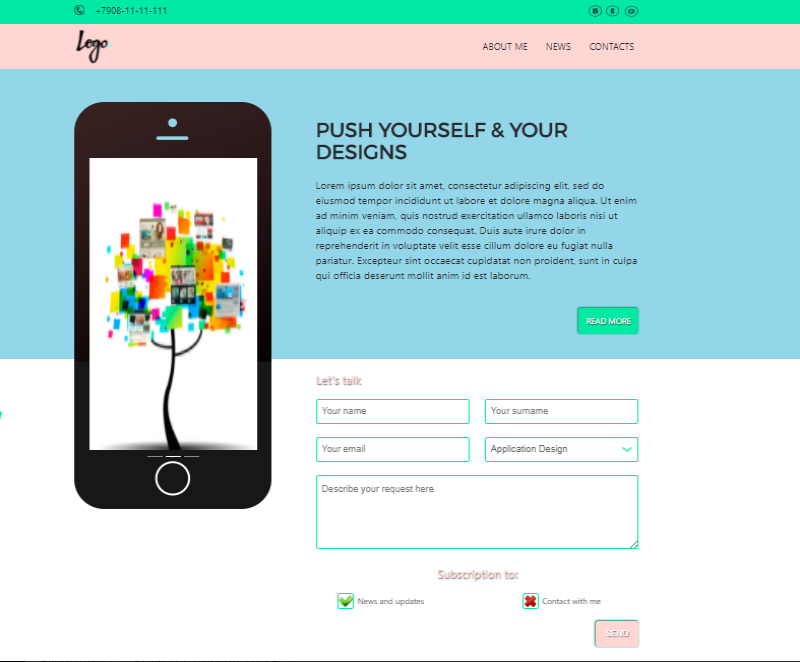 +7908-11-11-111
Logo
ABOUT ME NEWS CONTACTS
PUSH YOURSELF & YOUR
DESIGNS
Lorem ipsum dolor sit amet, consectetur adipiscing elit, sed do
eiusmod tempor incididunt ut labore et dolore magna aliqua. Ut enim
ad minim veniam, quis nostrud exercitation ullamco laboris nisi ut
aliquip ex ea commodo consequat. Duis aute irure dolor in
reprehenderit in voluptate velit esse cillum dolore eu fugiat nulla
pariatur. Excepteur sint occaecat cupidatat non proident, sunt in culpa
qui officia deserunt mollit anim id est laborum.
READ MORE
Let's talk
Your name Your surname
Your email Application Design
Describe your request here
Subscription to:
News and updates Contact with me
SEND